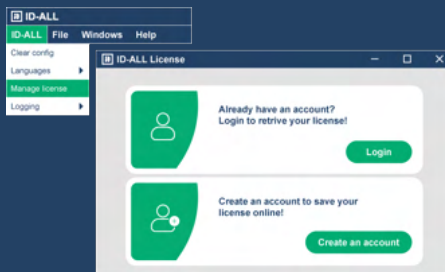 ID-ALL
ID-ALL File Windows Help
Clear config
Languages
Manage license
Logging
ID-ALL License
Already have an account?
Login to retrive your license!
Login
Create an account to save your
license online!
Create an account